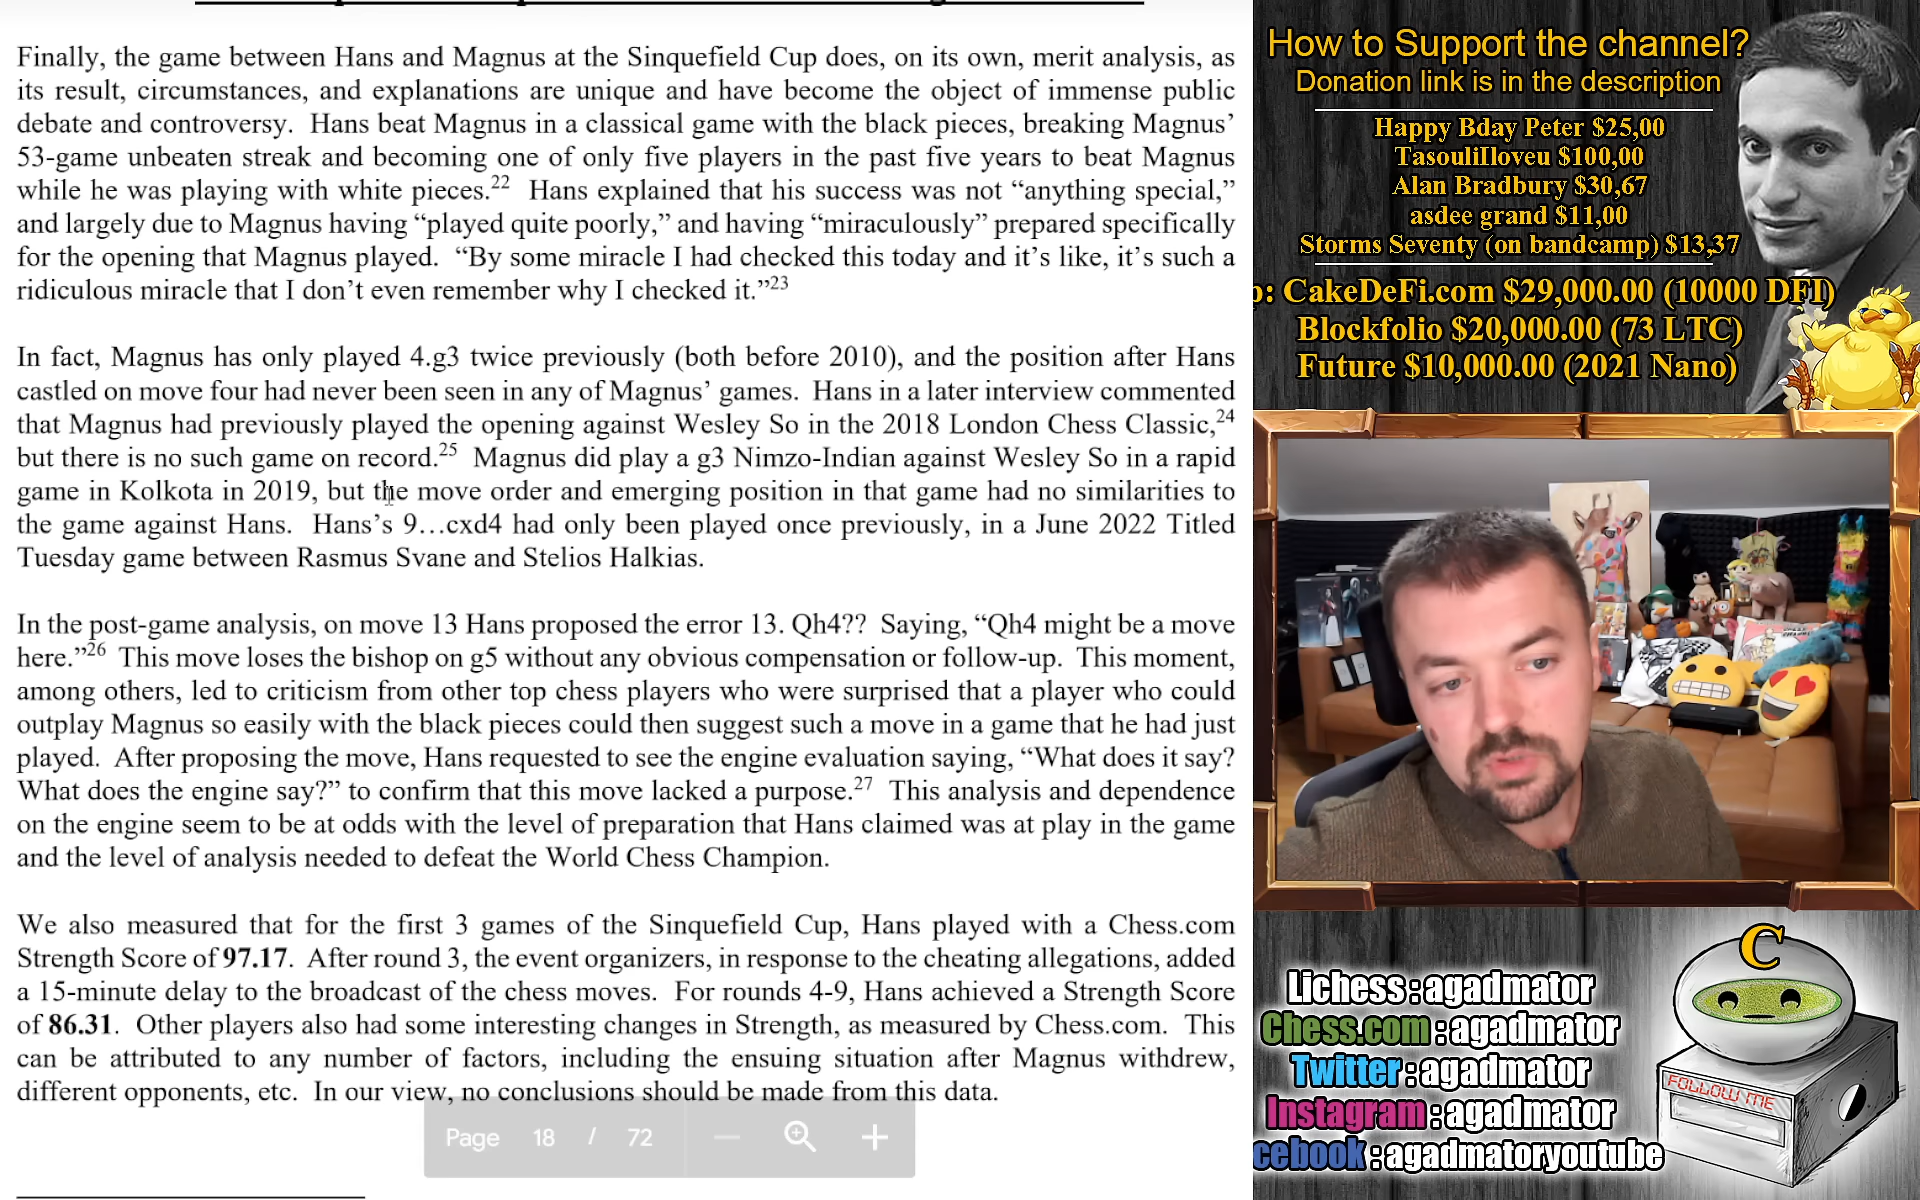 Finally, the game between Hans and Magnus at the Sinquefield Cup does, on its own, merit analysis, as
its result, circumstances, and explanations are unique and have become the object of immense public
debate and controversy. Hans beat Magnus in a classical game with the black pieces, breaking Magnus’
53-game unbeaten streak and becoming one of only five players in the past five years to beat Magnus
while he was playing with white pieces.22 Hans explained that his success was not “anything special,”
and largely due to Magnus having “played quite poorly,” and having “miraculously” prepared specifically
for the opening that Magnus played. “By some miracle I had checked this today and it’s like, it’s such a
ridiculous miracle that I don’t even remember why I checked it.”23
In fact, Magnus has only played 4.g3 twice previously (both before 2010), and the position after Hans
castled on move four had never been seen in any of Magnus’ games. Hans in a later interview commented
that Magnus had previously played the opening against Wesley So in the 2018 London Chess Classic,24
but there is no such game on record.25 Magnus did play a g3 Nimzo-Indian against Wesley So in a rapid
game in Kolkota in 2019, but the move order and emerging position in that game had no similarities to
the game against Hans. Hans’s 9…cxd4 had only been played once previously, in a June 2022 Titled
Tuesday game between Rasmus Svane and Stelios Halkias.
In the post-game analysis, on move 13 Hans proposed the error 13. Qh4?? Saying, “Qh4 might be a move
here.”26 This move loses the bishop on g5 without any obvious compensation or follow-up. This moment,
among others, led to criticism from other top chess players who were surprised that a player who could
outplay Magnus so easily with the black pieces could then suggest such a move in a game that he had just
played. After proposing the move, Hans requested to see the engine evaluation saying, “What does it say?
What does the engine say?” to confirm that this move lacked a purpose.27 This analysis and dependence
on the engine seem to be at odds with the level of preparation that Hans claimed was at play in the game
and the level of analysis needed to defeat the World Chess Champion.
We also measured that for the first 3 games of the Sinquefield Cup, Hans played with a Chess.com
Strength Score of 97.17. After round 3, the event organizers, in response to the cheating allegations, added
a 15-minute delay to the broadcast of the chess moves. For rounds 4-9, Hans achieved a Strength Score
of 86.31. Other players also had some interesting changes in Strength, as measured by Chess.com. This
can be attributed to any number of factors, including the ensuing situation after Magnus withdrew,
different opponents, etc. In our view, no conclusions should be made from this data.
Page 18 / 72
How to Support the channel?
Donation link is in the description
Happy Bday Peter $25,00
TasouliIloveu $100,00
Alan Bradbury $30,67
asdee grand $11,00
Storms Seventy (on bandcamp) $13,37
: CakeDeFi.com $29,000.00 (10000 DFI)
Blockfolio $20,000.00 (73 LTC)
Future $10,000.00 (2021 Nano)
C
Lichess:agadmator
Chess.com:agadmator
Twitter:agadmator
Instagram:agadmator
cebook:agadmatoryoutube
FOLLOW ME